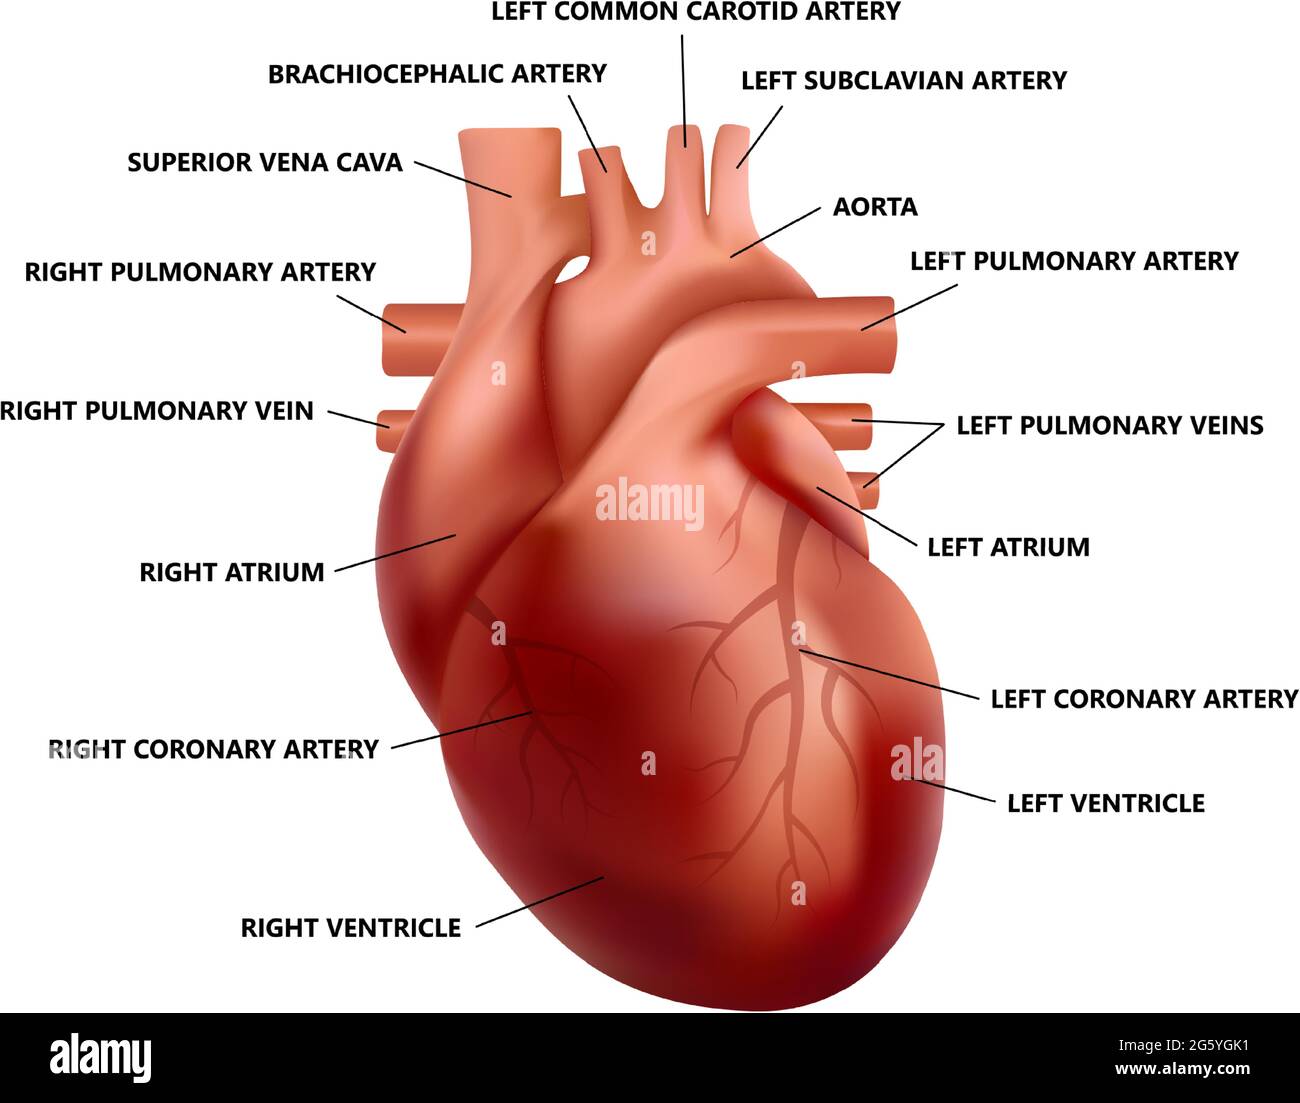 LEFT COMMON CAROTID ARTERY
BRACHIOCEPHALIC ARTERY
LEFT SUBCLAVIAN ARTERY
SUPERIOR VENA CAVA
AORTA
LEFT PULMONARY ARTERY
RIGHT PULMONARY ARTERY
RIGHT PULMONARY VEIN
LEFT PULMONARY VEINS
LEFT ATRIUM
RIGHT ATRIUM
LEFT CORONARY ARTERY
RIGHT CORONARY ARTERY
LEFT VENTRICLE
RIGHT VENTRICLE
alamy
a
a
a
a
a
a
a
a
alamy
Image ID: 2G5YGK1
www.alamy.com